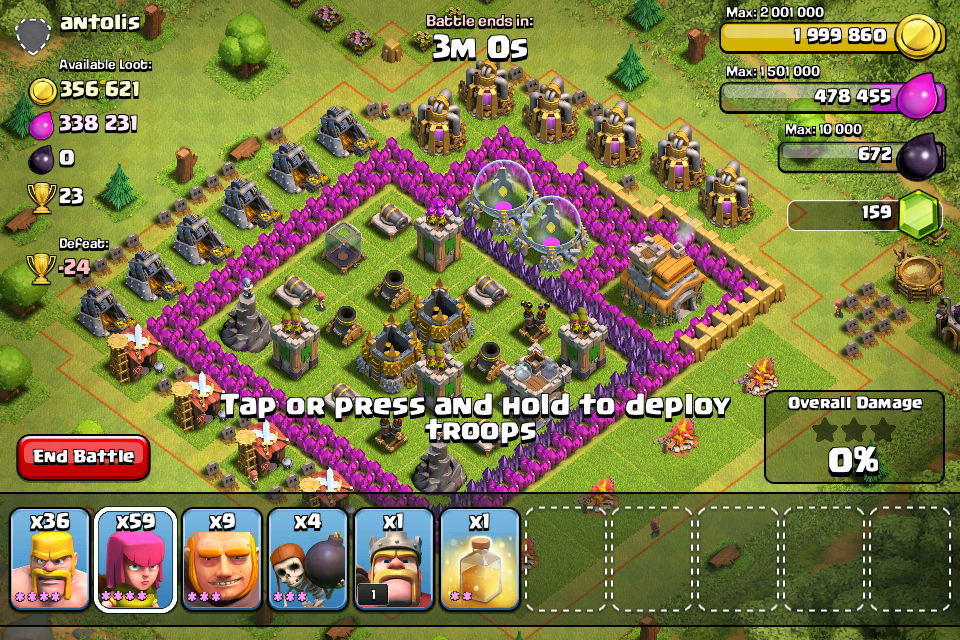 antolis
Available Loot:
356 621
338 231
0
23
Defeat:
-24
Battle ends in:
3M 0s
Max: 2 001 000
1 999 860
Max: 1 501 000
478 455
Max: 10 000
672
159
Tap or press and hold to deploy
troops
End Battle
Overall Damage
0%
x36
x59
x9
x4
x1
x1
1